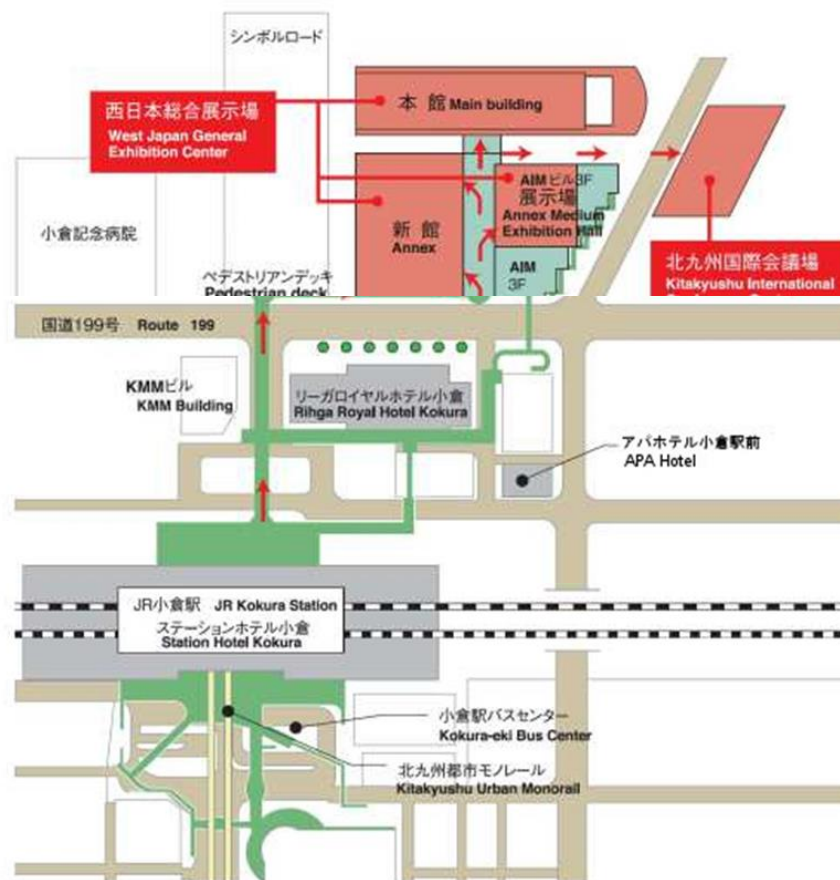 シンボルロード
西日本総合展示場
West Japan General
Exhibition Center
本 館 Main building
AIM ビル3F
展示場
Annex Medium
Exhibition Hall
新 館
Annex
小倉記念病院
AIM
3F
北九州国際会議場
Kitakyushu International
ペデストリアンデッキ
Pedestrian deck
国道199号 Route 199
KMMビル
KMM Building
リーガロイヤルホテル小倉
Rihga Royal Hotel Kokura
アパホテル小倉駅前
APA Hotel
JR小倉駅 JR Kokura Station
ステーションホテル小倉
Station Hotel Kokura
小倉駅バスセンター
Kokura-eki Bus Center
北九州都市モノレール
Kitakyushu Urban Monorail